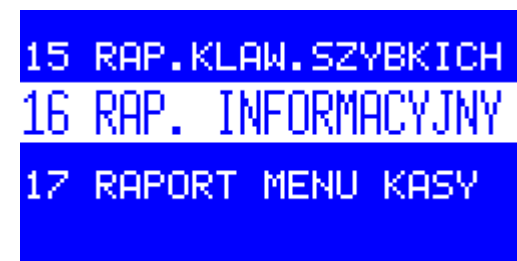 15 RAP.KLAW.SZYBKICH
16 RAP. INFORMACYJNY
17 RAPORT MENU KASY